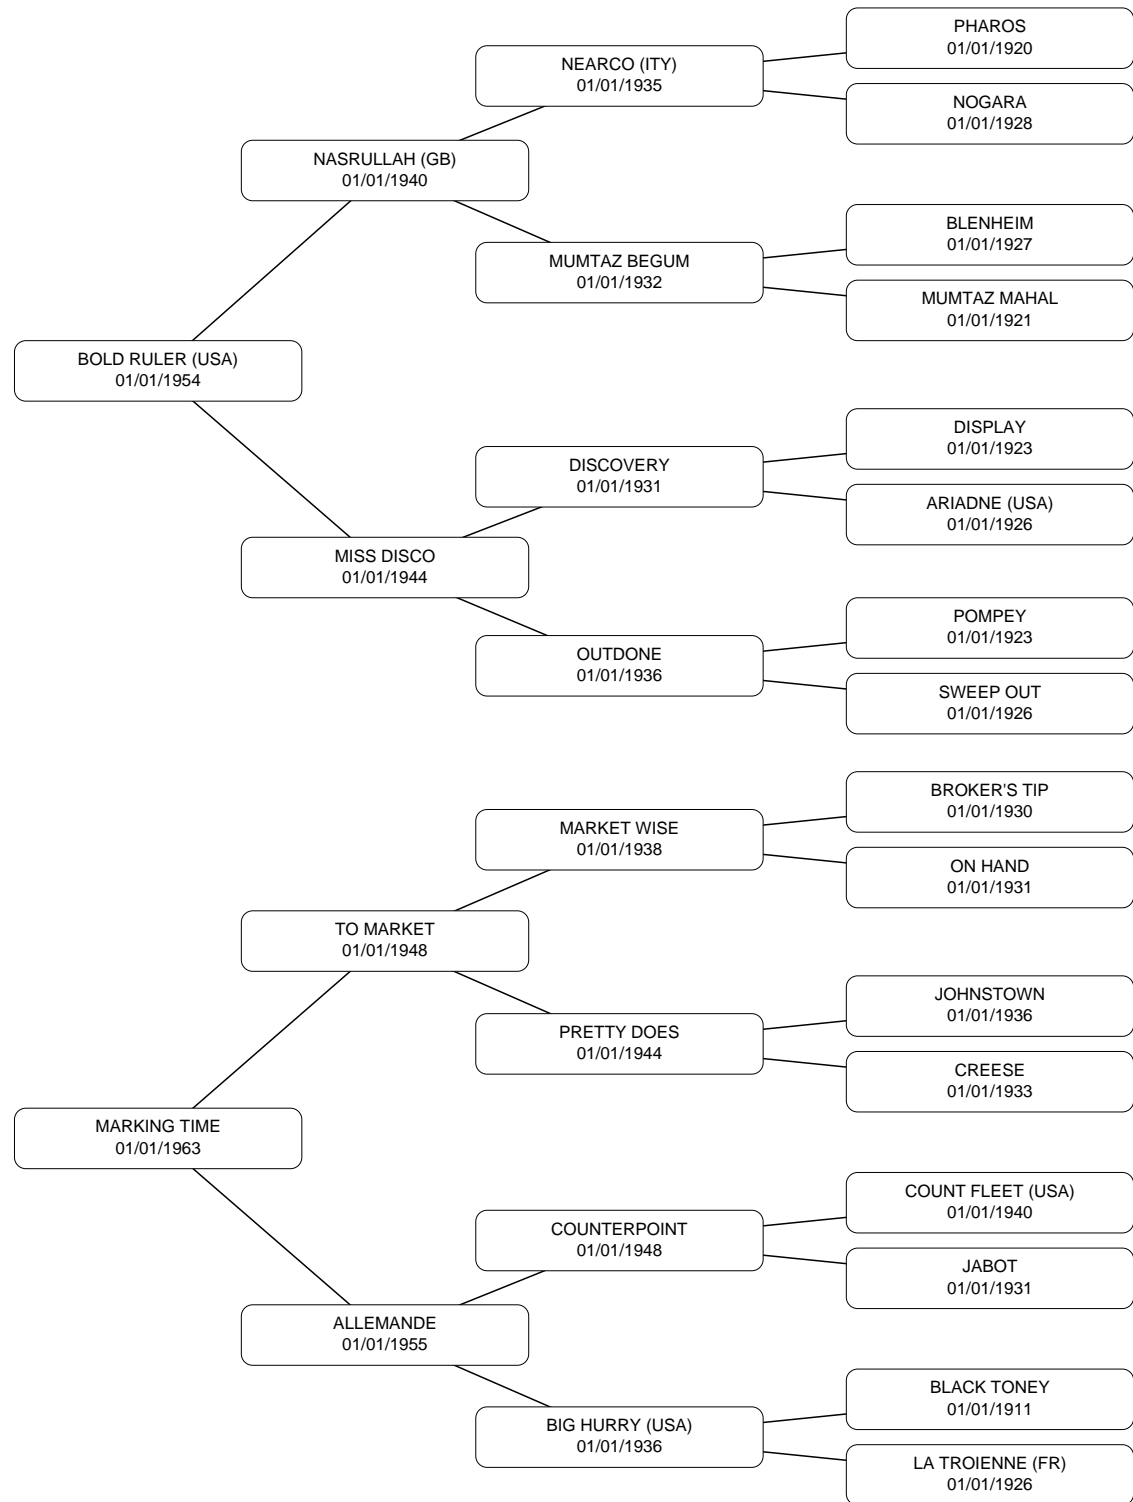 PHAROS
01/01/1920
NEARCO (ITY)
01/01/1935
NOGARA
01/01/1928
NASRULLAH (GB)
01/01/1940
BLENHEIM
01/01/1927
MUMTAZ BEGUM
01/01/1932
MUMTAZ MAHAL
01/01/1921
BOLD RULER (USA)
01/01/1954
DISPLAY
01/01/1923
DISCOVERY
01/01/1931
ARIADNE (USA)
01/01/1926
MISS DISCO
01/01/1944
POMPEY
01/01/1923
OUTDONE
01/01/1936
SWEEP OUT
01/01/1926
BROKER'S TIP
01/01/1930
MARKET WISE
01/01/1938
ON HAND
01/01/1931
TO MARKET
01/01/1948
JOHNSTOWN
01/01/1936
PRETTY DOES
01/01/1944
CREESE
01/01/1933
MARKING TIME
01/01/1963
COUNT FLEET (USA)
01/01/1940
COUNTERPOINT
01/01/1948
JABOT
01/01/1931
ALLEMANDE
01/01/1955
BLACK TONEY
01/01/1911
BIG HURRY (USA)
01/01/1936
LA TROIENNE (FR)
01/01/1926